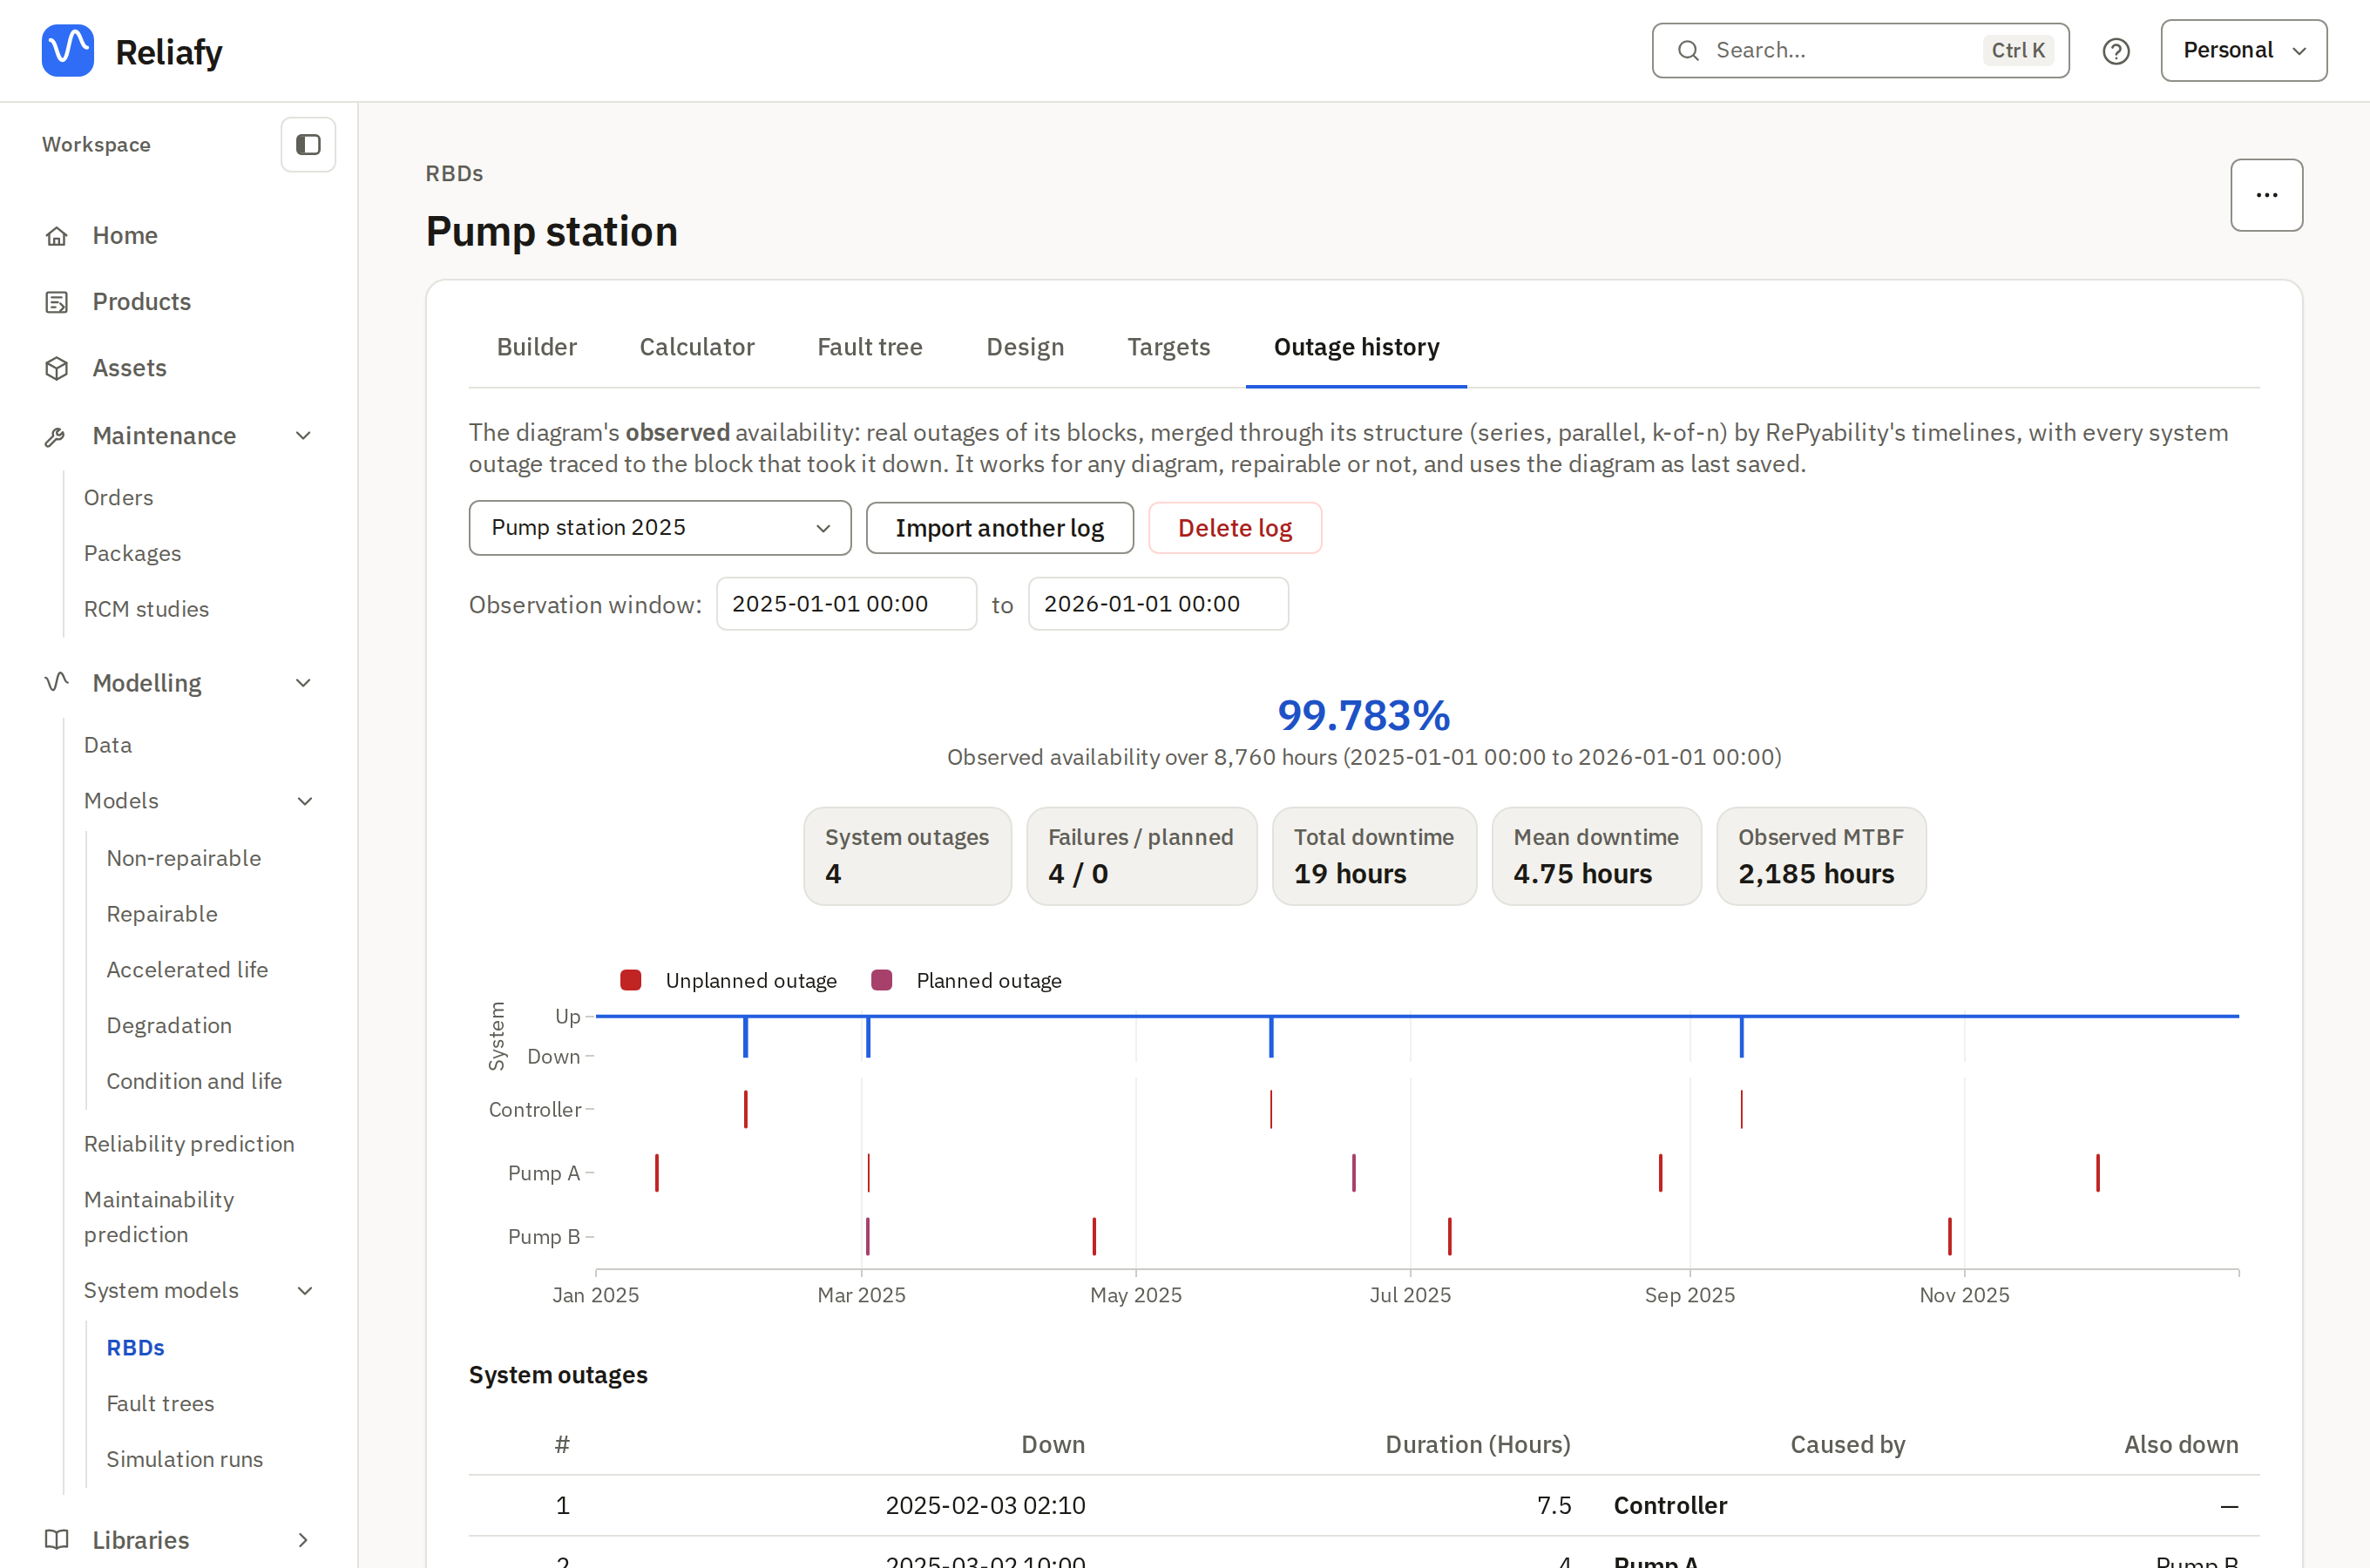 Reliafy
Search...
Ctrl K
Personal
Workspace
Home
Products
Assets
Maintenance
Orders
Packages
RCM studies
Modelling
Data
Models
Non-repairable
Repairable
Accelerated life
Degradation
Condition and life
Reliability prediction
Maintainability
prediction
System models
RBDs
Fault trees
Simulation runs
Libraries
RBDs
Pump station
Builder Calculator Fault tree Design Targets Outage history
The diagram's observed availability: real outages of its blocks, merged through its structure (series, parallel, k-of-n) by RePyability's timelines, with every system
outage traced to the block that took it down. It works for any diagram, repairable or not, and uses the diagram as last saved.
Pump station 2025 Import another log Delete log
Observation window: 2025-01-01 00:00 to 2026-01-01 00:00
99.783%
Observed availability over 8,760 hours (2025-01-01 00:00 to 2026-01-01 00:00)
System outages Failures / planned Total downtime Mean downtime Observed MTBF
4 4 / 0 19 hours 4.75 hours 2,185 hours
Unplanned outage Planned outage
System
Up
Down
Controller
Pump A
Pump B
Jan 2025 Mar 2025 May 2025 Jul 2025 Sep 2025 Nov 2025
System outages
# Down Duration (Hours) Caused by Also down
1 2025-02-03 02:10 7.5 Controller —
2 2025-03-02 10:00 4 Pump A Pump B